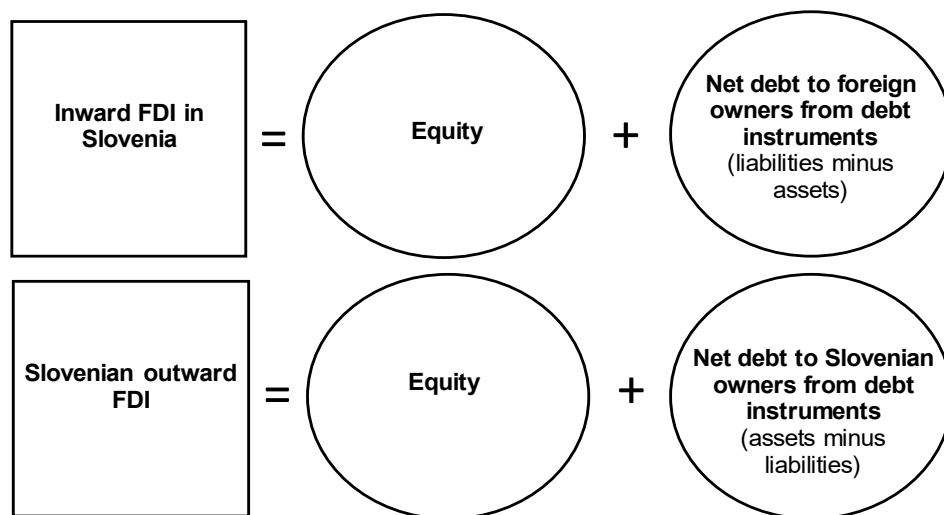 Inward FDI in
Slovenia
=
Equity
+
Net debt to foreign
owners from debt
instruments
(liabilities minus
assets)
Slovenian outward
FDI
=
Equity
+
Net debt to Slovenian
owners from debt
instruments
(assets minus
liabilities)